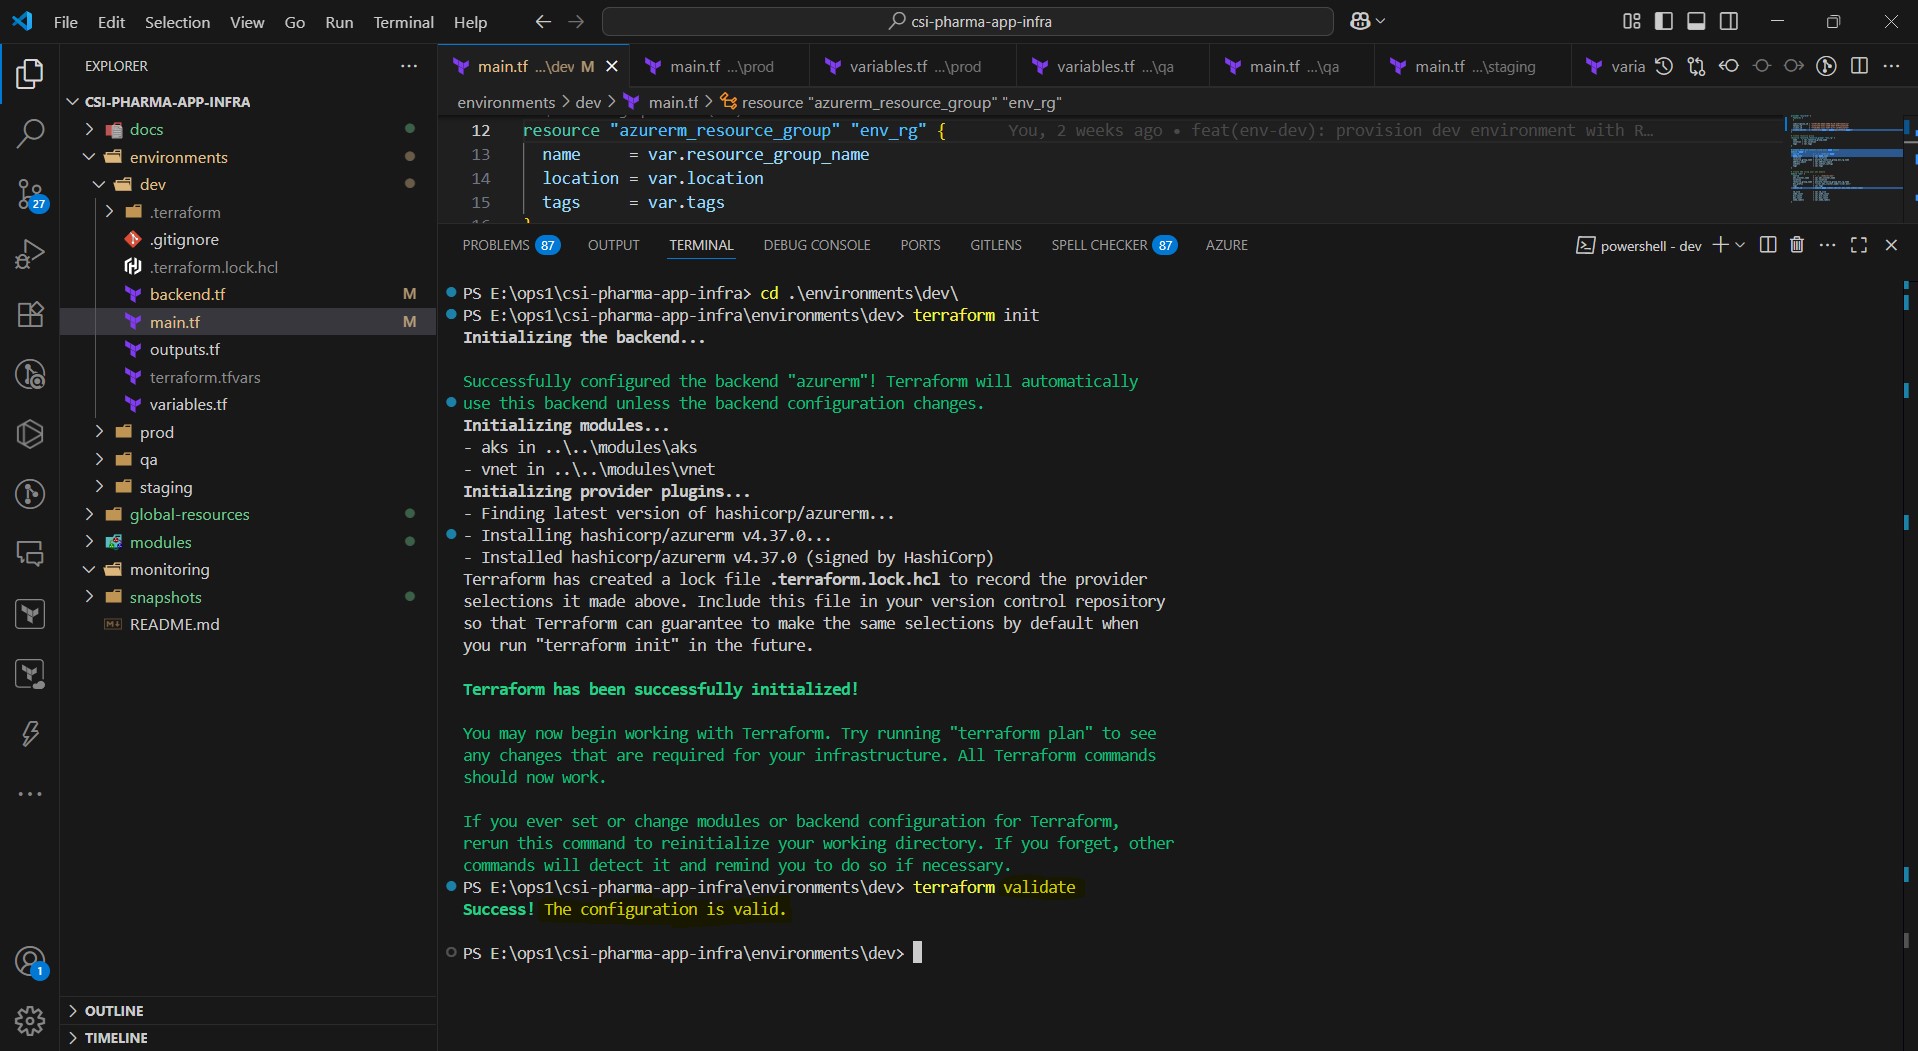 File Edit Selection View Go Run Terminal Help
csi-pharma-app-infra
EXPLORER
CSI-PHARMA-APP-INFRA
docs
environments
dev
.terraform
.gitignore
.terraform.lock.hcl
backend.tf M
main.tf M
outputs.tf
terraform.tfvars
variables.tf
prod
qa
staging
global-resources
modules
monitoring
snapshots
README.md
OUTLINE
TIMELINE
27
1
main.tf ...\dev M
main.tf ...\prod
variables.tf ...\prod
variables.tf ...\qa
main.tf ...\qa
main.tf ...\staging
varia
environments > dev > main.tf > resource "azurerm_resource_group" "env_rg"
12 resource "azurerm_resource_group" "env_rg" { You, 2 weeks ago • feat(env-dev): provision dev environment with R…
13 name = var.resource_group_name
14 location = var.location
15 tags = var.tags
PROBLEMS 87 OUTPUT TERMINAL DEBUG CONSOLE PORTS GITLENS SPELL CHECKER 87 AZURE
powershell - dev
PS E:\ops1\csi-pharma-app-infra> cd .\environments\dev\
PS E:\ops1\csi-pharma-app-infra\environments\dev> terraform init
Initializing the backend...
Successfully configured the backend "azurerm"! Terraform will automatically
use this backend unless the backend configuration changes.
Initializing modules...
- aks in ..\..\modules\aks
- vnet in ..\..\modules\vnet
Initializing provider plugins...
- Finding latest version of hashicorp/azurerm...
- Installing hashicorp/azurerm v4.37.0...
- Installed hashicorp/azurerm v4.37.0 (signed by HashiCorp)
Terraform has created a lock file .terraform.lock.hcl to record the provider
selections it made above. Include this file in your version control repository
so that Terraform can guarantee to make the same selections by default when
you run "terraform init" in the future.
Terraform has been successfully initialized!
You may now begin working with Terraform. Try running "terraform plan" to see
any changes that are required for your infrastructure. All Terraform commands
should now work.
If you ever set or change modules or backend configuration for Terraform,
rerun this command to reinitialize your working directory. If you forget, other
commands will detect it and remind you to do so if necessary.
PS E:\ops1\csi-pharma-app-infra\environments\dev> terraform validate
Success! The configuration is valid.
PS E:\ops1\csi-pharma-app-infra\environments\dev>